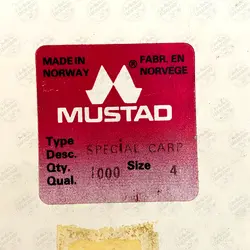 MADE IN FABR. EN
NORWAY NORVEGE
®
MUSTAD
Type
Desc. SPECIAL CARP
Qty. 1000 Size 4
Qual.